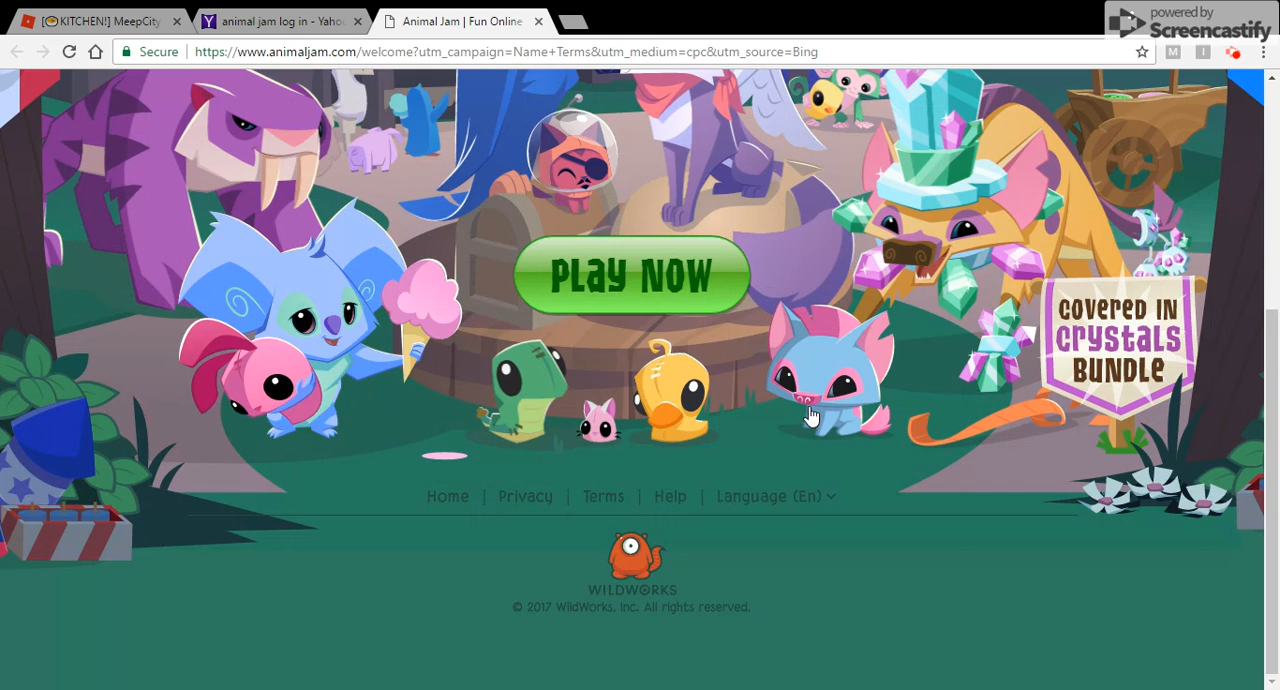 powered by
Screencastify
[🍳KITCHEN!] MeepCity
animal jam log in - Yahoo
Animal Jam | Fun Online
Secure
https://www.animaljam.com/welcome?utm_campaign=Name+Terms&utm_medium=cpc&utm_source=Bing
M
I
PLAY NOW
COVERED IN
CRYSTALS
BUNDLE
Home | Privacy | Terms | Help | Language (En)
WILDWORKS
© 2017 WildWorks, Inc. All rights reserved.